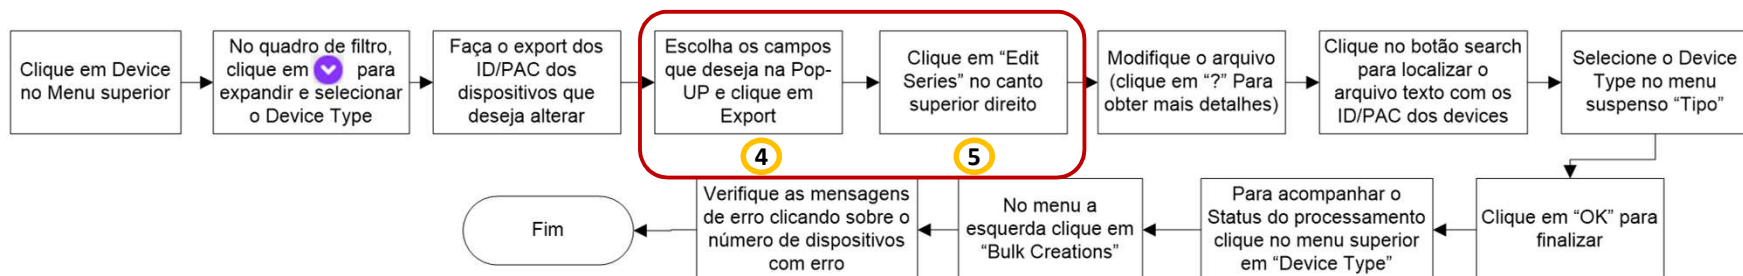 Clique em Device
no Menu superior
No quadro de filtro,
clique em para
expandir e selecionar
o Device Type
Faça o export dos
ID/PAC dos
dispositivos que
deseja alterar
Escolha os campos
que deseja na Pop-
UP e clique em
Export
4
Clique em “Edit
Series” no canto
superior direito
5
Modifique o arquivo
(clique em “?” Para
obter mais detalhes)
Clique no botão search
para localizar o
arquivo texto com os
ID/PAC dos devices
Selecione o Device
Type no menu
suspenso “Tipo”
Clique em “OK” para
finalizar
Para acompanhar o
Status do processamento
clique no menu superior
em “Device Type”
No menu a
esquerda clique em
“Bulk Creations”
Verifique as mensagens
de erro clicando sobre o
número de dispositivos
com erro
Fim